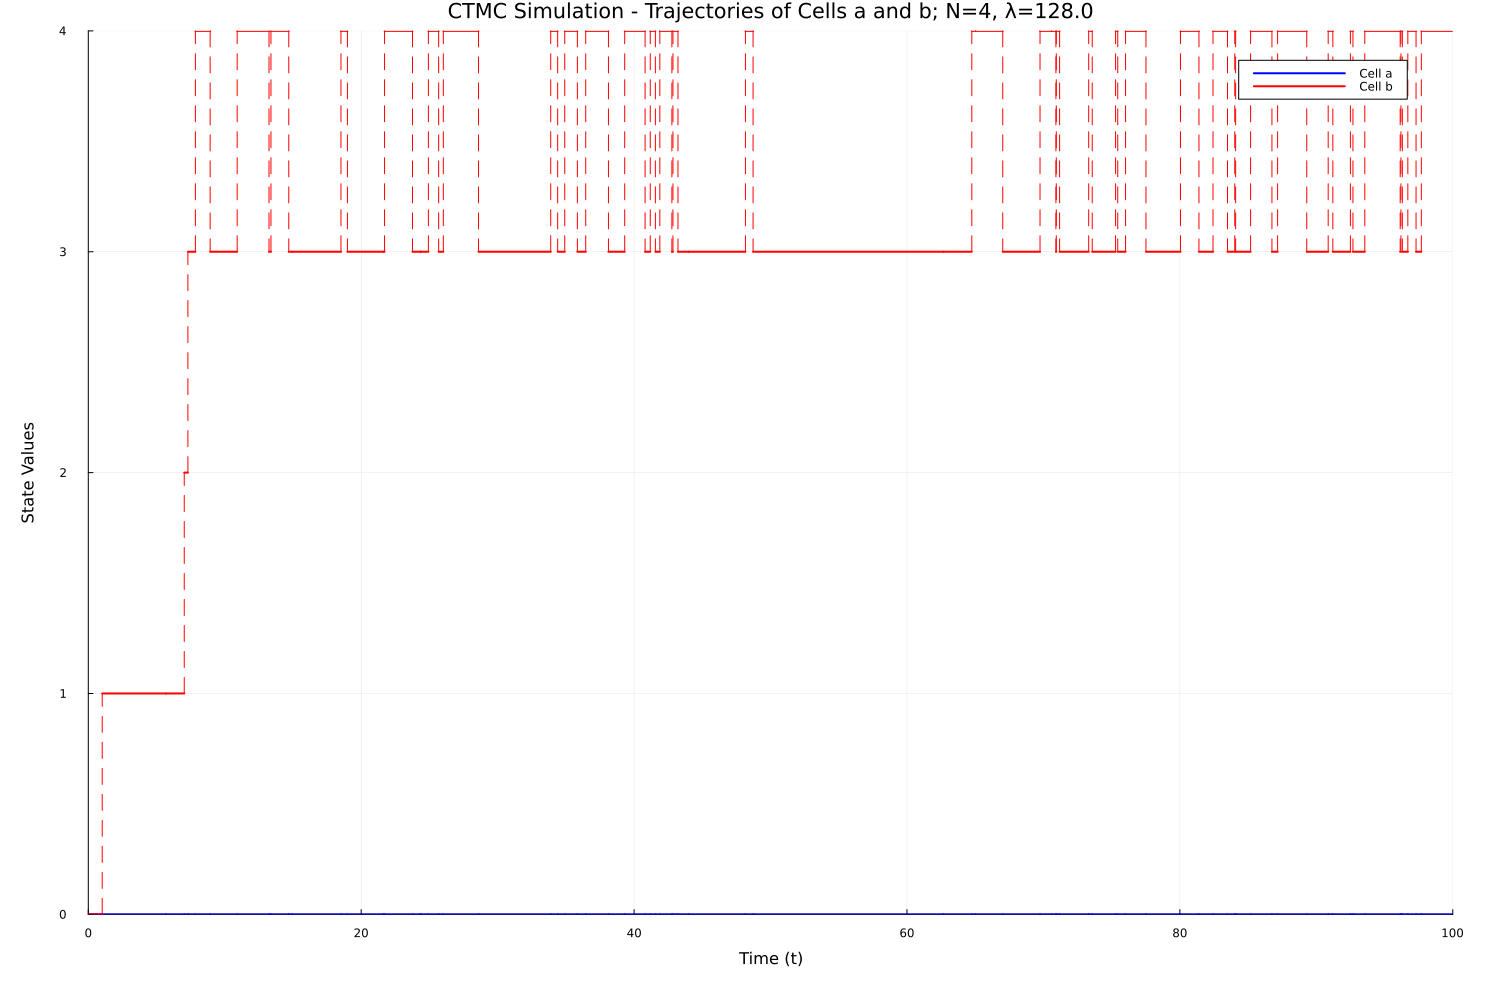 CTMC Simulation - Trajectories of Cells a and b; N=4, λ=128.0
4
Cell a
Cell b
3
State Values
2
1
0
0 20 40 60 80 100
Time (t)